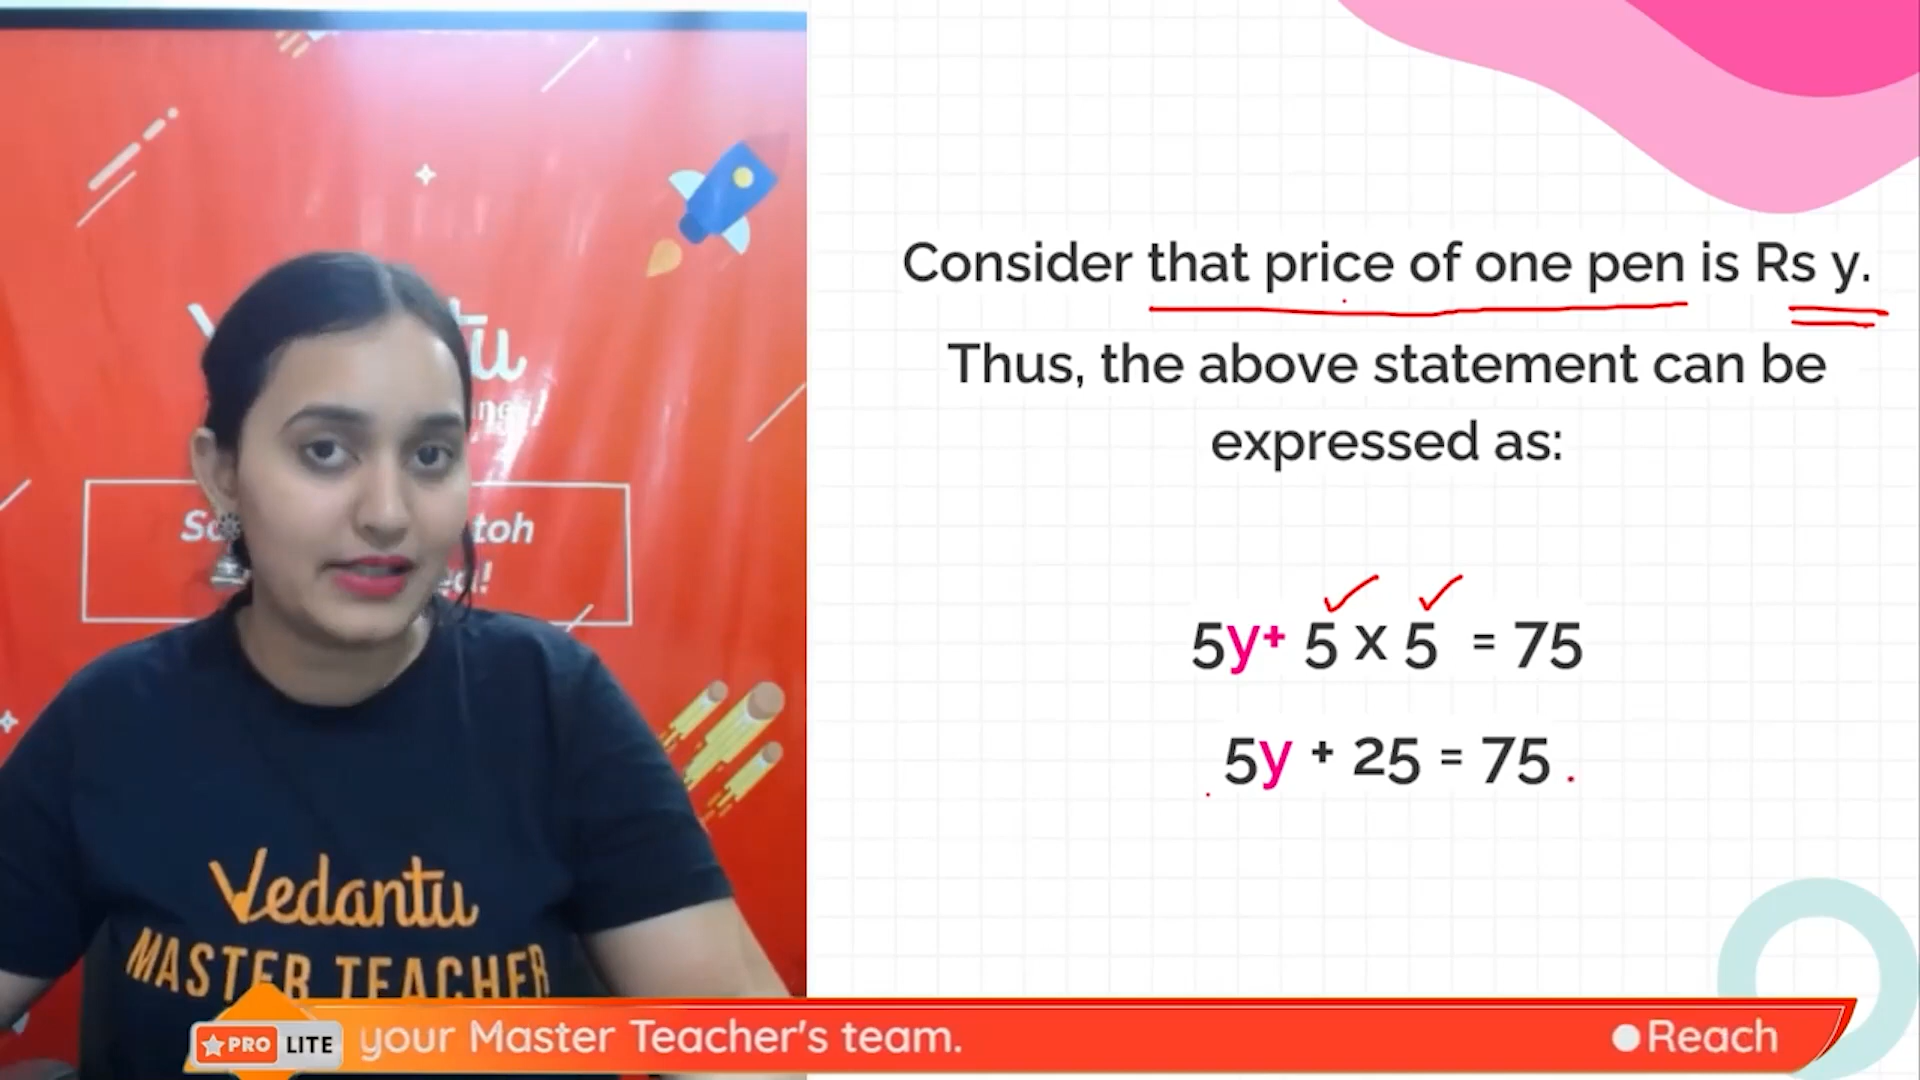 Consider that price of one pen is Rs y.
Thus, the above statement can be
expressed as:
5y+ 5 x 5 = 75
5y + 25 = 75
Vedantu
MASTER TEACHER
PRO LITE your Master Teacher's team. Reach